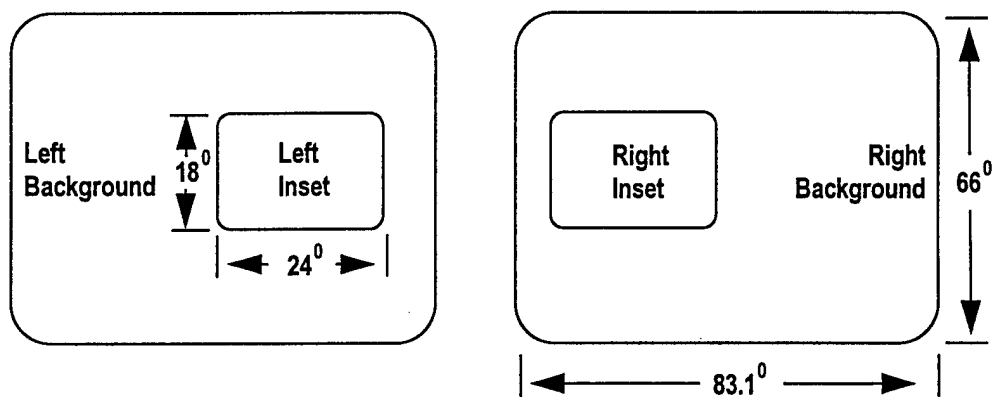 Left
Background
18⁰
Left
Inset
24⁰
Right
Inset
Right
Background
66⁰
83.1⁰